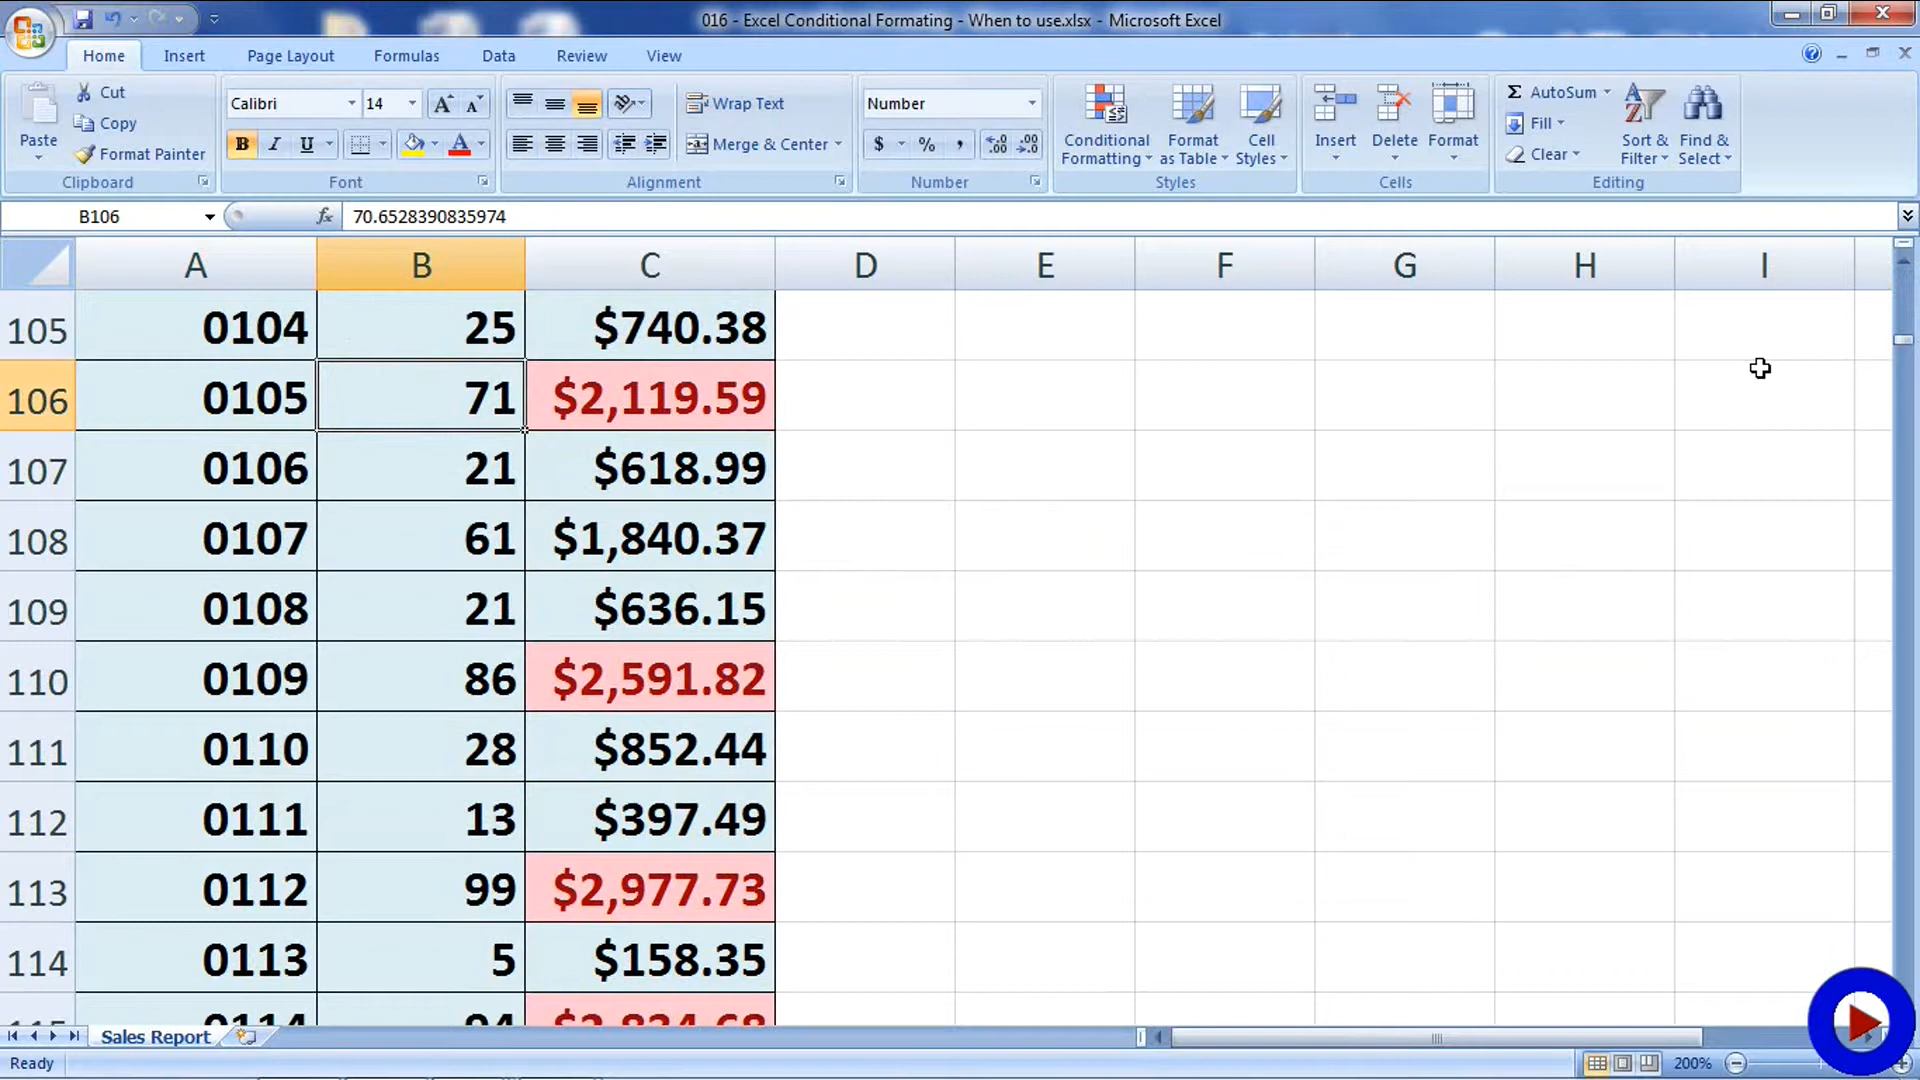 016 - Excel Conditional Formating - When to use.xlsx - Microsoft Excel
Home Insert Page Layout Formulas Data Review View
Cut
Copy
Format Painter
Paste
Clipboard
Calibri 14
B I U
Font
Wrap Text
Merge & Center
Alignment
Number
$ % ,
Number
Conditional Formatting
Format as Table
Cell Styles
Styles
Insert Delete Format
Cells
Σ AutoSum
Fill
Clear
Sort & Filter
Find & Select
Editing
B106 fx 70.6528390835974
A B C D E F G H I
105 0104 25 $740.38
106 0105 71 $2,119.59
107 0106 21 $618.99
108 0107 61 $1,840.37
109 0108 21 $636.15
110 0109 86 $2,591.82
111 0110 28 $852.44
112 0111 13 $397.49
113 0112 99 $2,977.73
114 0113 5 $158.35
115 0114 94 $2,824.68
Sales Report
Ready 200%